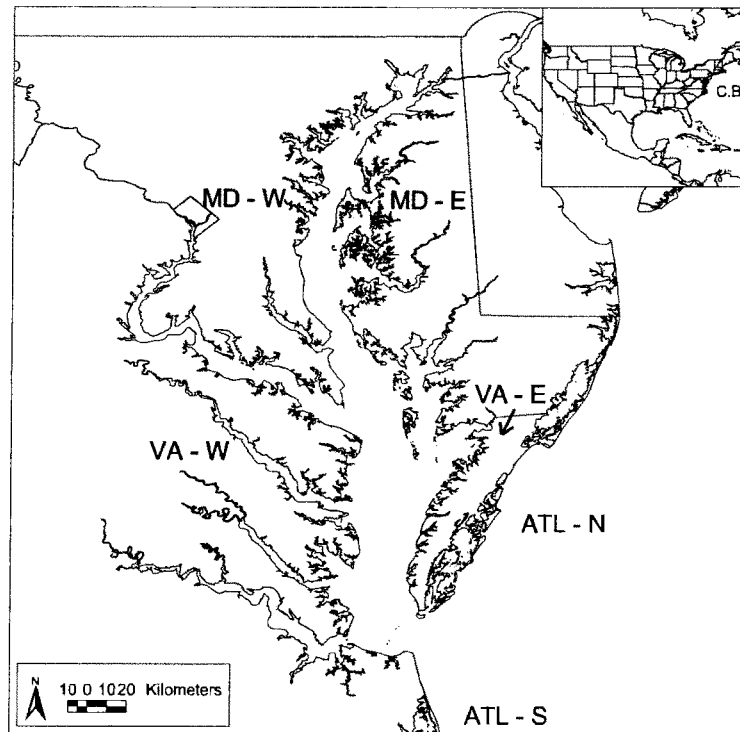 C.B
MD - W
MD - E
VA - E
VA - W
ATL - N
N
10 0 1020 Kilometers
ATL - S